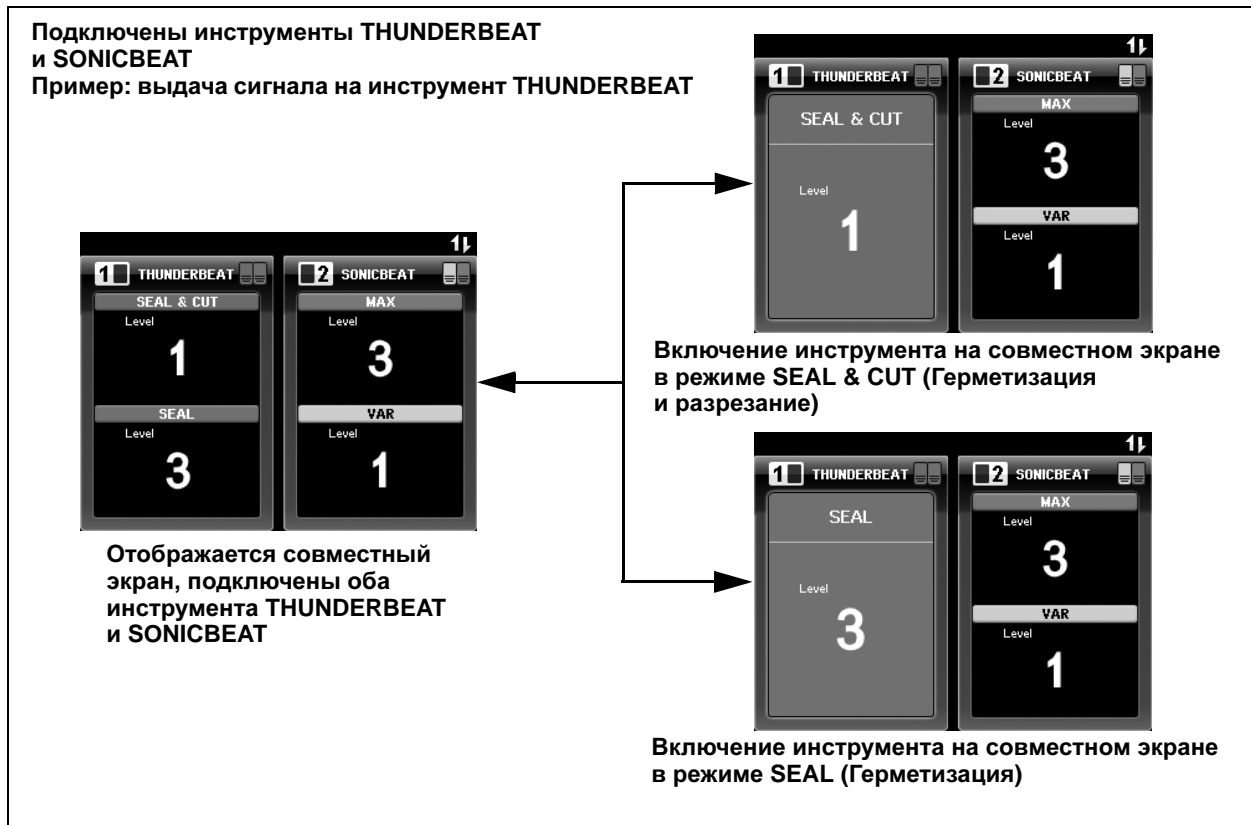 Подключены инструменты THUNDERBEAT
и SONICBEAT
Пример: выдача сигнала на инструмент THUNDERBEAT
1 THUNDERBEAT
SEAL & CUT
Level
1
SEAL
Level
3
2 SONICBEAT
MAX
Level
3
VAR
Level
1
Отображается совместный
экран, подключены оба
инструмента THUNDERBEAT
и SONICBEAT
1 THUNDERBEAT
SEAL & CUT
Level
1
2 SONICBEAT
MAX
Level
3
VAR
Level
1
Включение инструмента на совместном экране
в режиме SEAL & CUT (Герметизация
и разрезание)
1 THUNDERBEAT
SEAL
Level
3
2 SONICBEAT
MAX
Level
3
VAR
Level
1
Включение инструмента на совместном экране
в режиме SEAL (Герметизация)